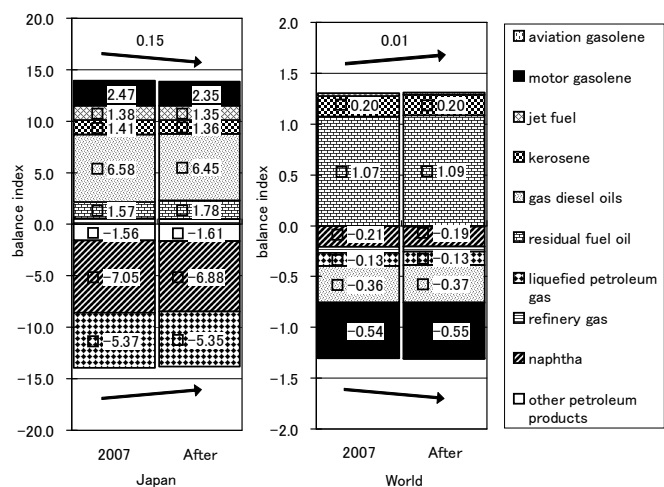 20.0
15.0
10.0
5.0
0.0
-5.0
-10.0
-15.0
-20.0
balance index
0.15
2.47 2.35
1.38 1.35
1.41 1.36
6.58 6.45
1.57 1.78
-1.56 -1.61
-7.05 -6.88
-5.37 -5.35
2007 After
Japan
2.0
1.5
1.0
0.5
0.0
-0.5
-1.0
-1.5
-2.0
balance index
0.01
0.20 0.20
1.07 1.09
-0.21 -0.19
-0.13 -0.13
-0.36 -0.37
-0.54 -0.55
2007 After
World
aviation gasolene
motor gasolene
jet fuel
kerosene
gas diesel oils
residual fuel oil
liquefied petroleum
gas
refinery gas
naphtha
other petroleum
products